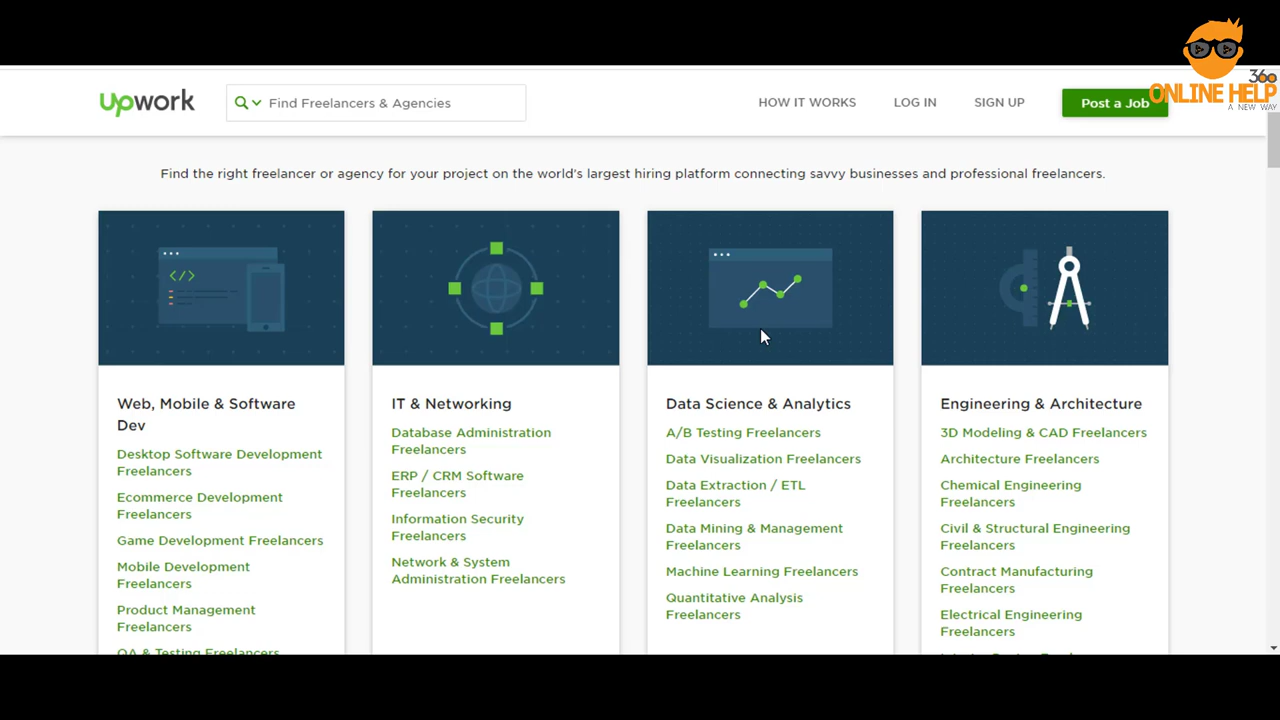 360
ONLINE HELP
A NEW WAY
upwork
Find Freelancers & Agencies
HOW IT WORKS
LOG IN
SIGN UP
Post a Job
Find the right freelancer or agency for your project on the world's largest hiring platform connecting savvy businesses and professional freelancers.
</>
Web, Mobile & Software
Dev
Desktop Software Development
Freelancers
Ecommerce Development
Freelancers
Game Development Freelancers
Mobile Development
Freelancers
Product Management
Freelancers
QA & Testing Freelancers
IT & Networking
Database Administration
Freelancers
ERP / CRM Software
Freelancers
Information Security
Freelancers
Network & System
Administration Freelancers
Data Science & Analytics
A/B Testing Freelancers
Data Visualization Freelancers
Data Extraction / ETL
Freelancers
Data Mining & Management
Freelancers
Machine Learning Freelancers
Quantitative Analysis
Freelancers
Engineering & Architecture
3D Modeling & CAD Freelancers
Architecture Freelancers
Chemical Engineering
Freelancers
Civil & Structural Engineering
Freelancers
Contract Manufacturing
Freelancers
Electrical Engineering
Freelancers